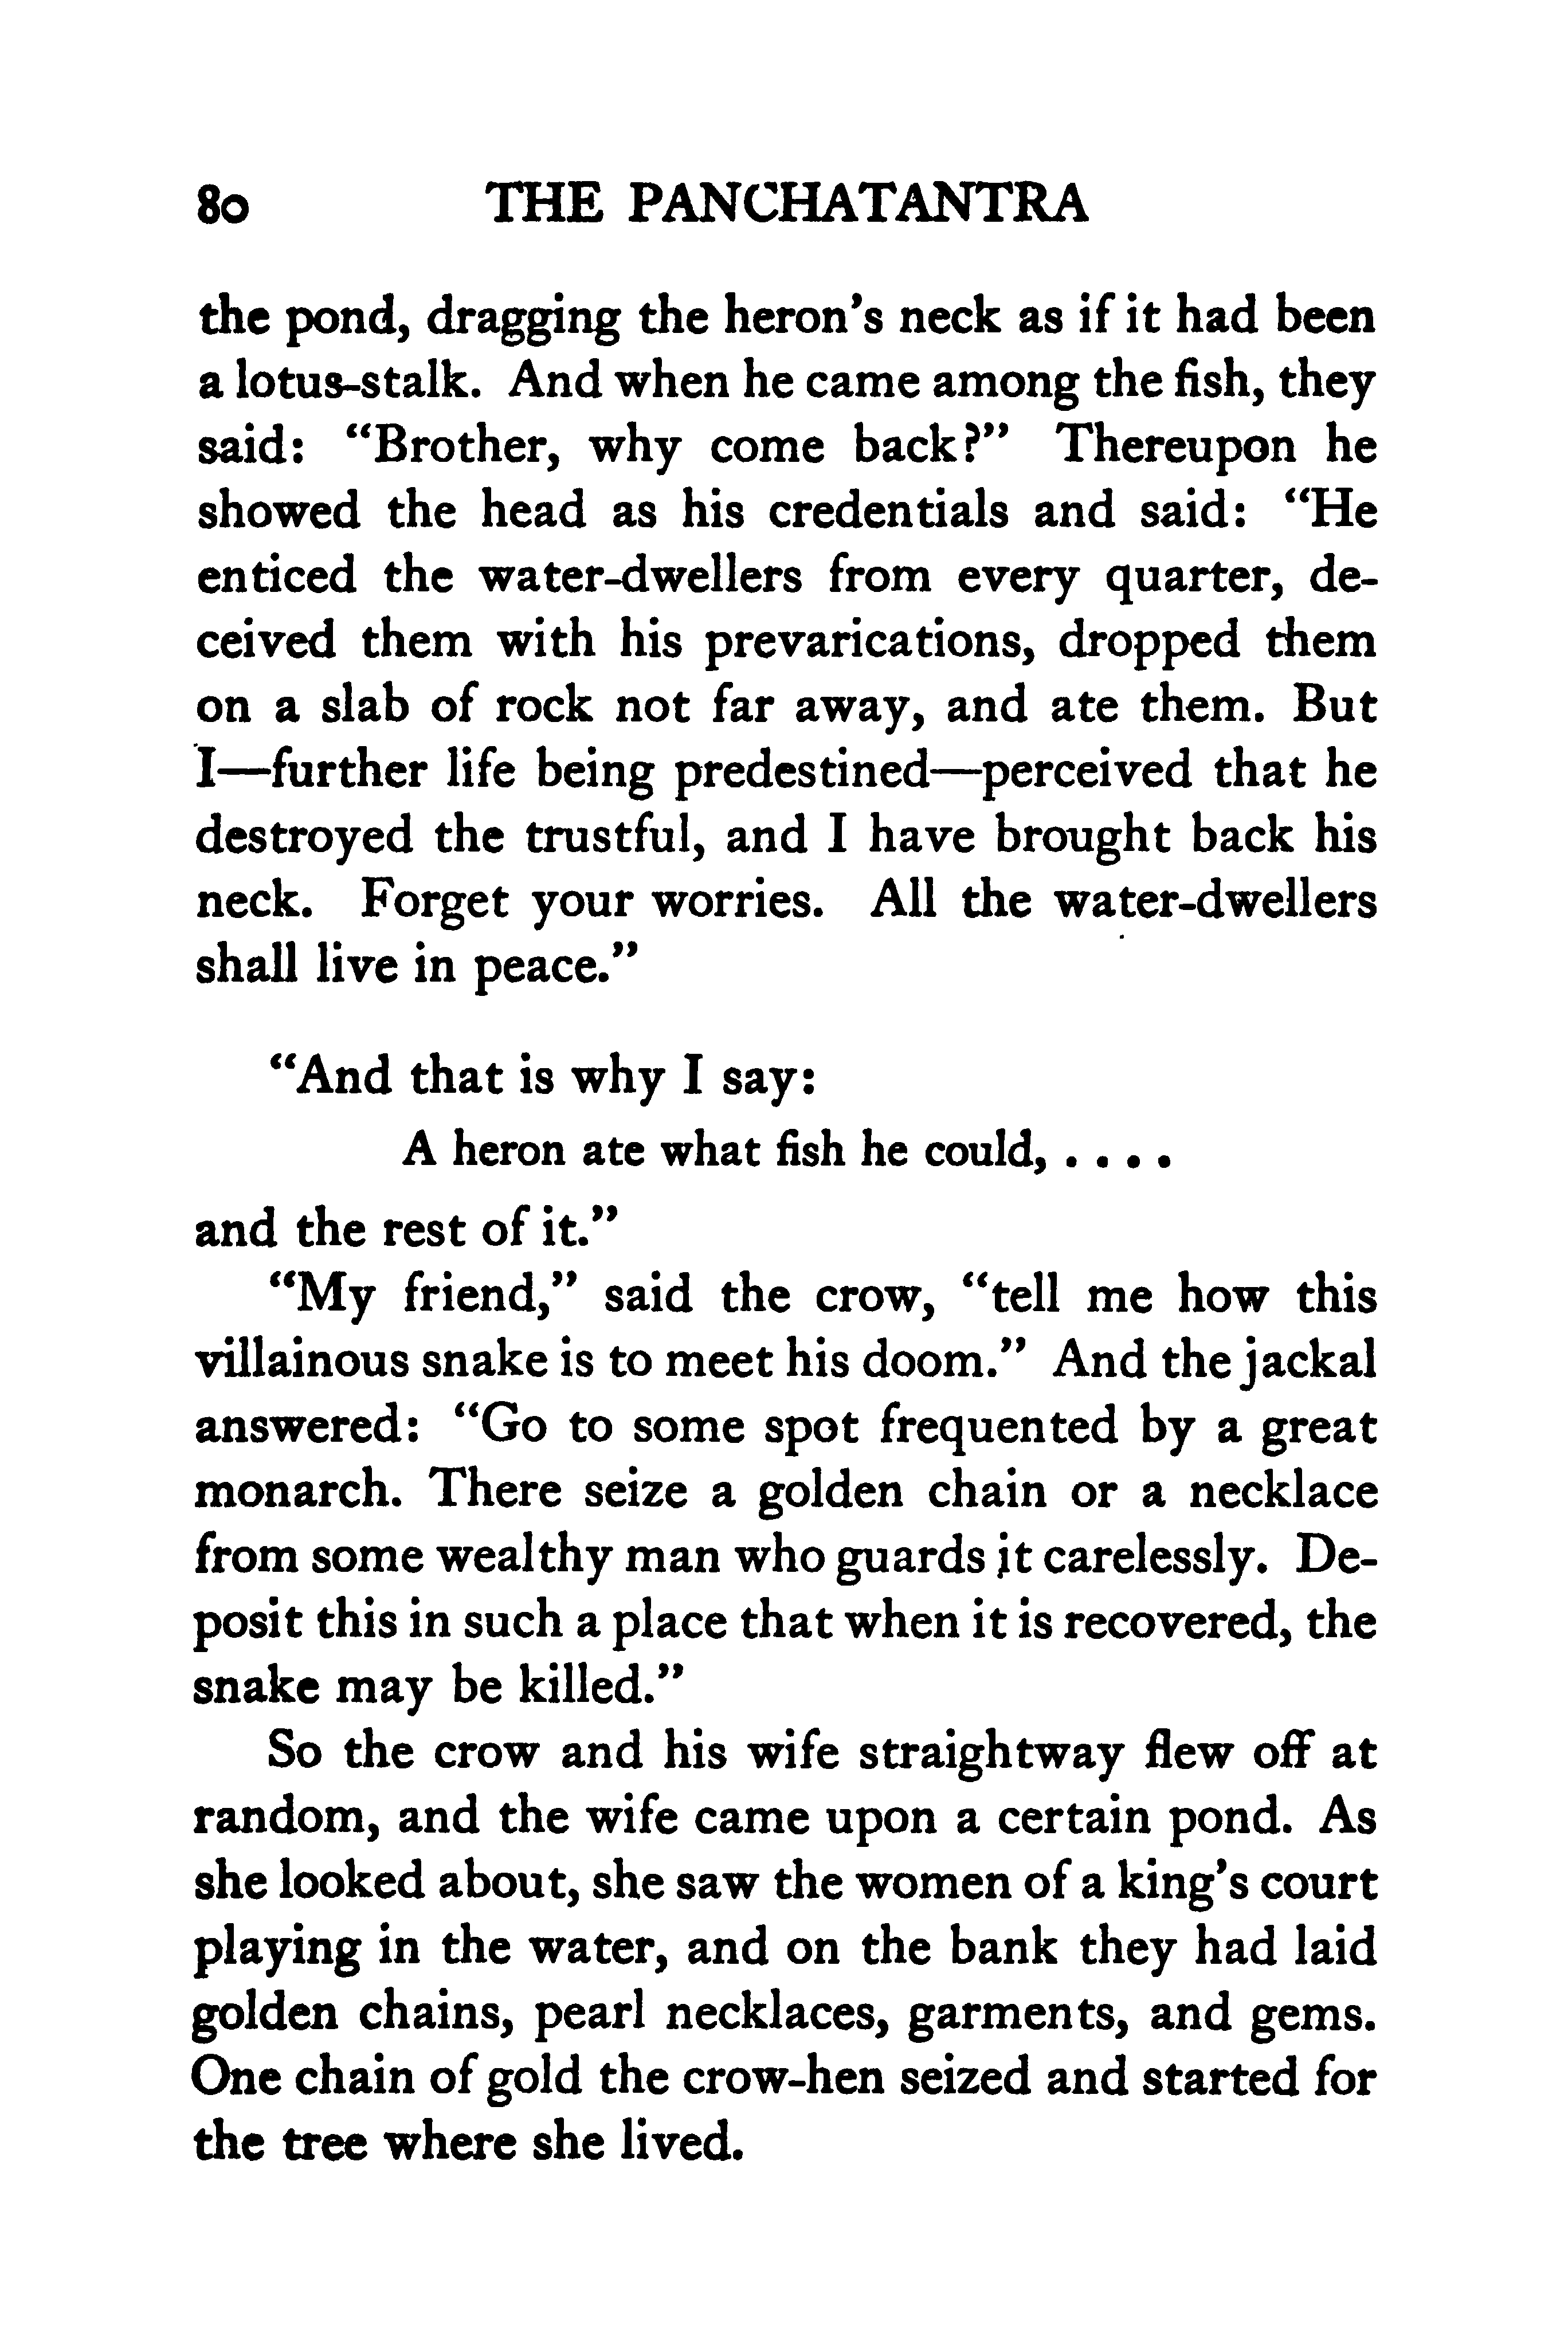 80 THE PANCHATANTRA
the pond, dragging the heron's neck as if it had been
a lotus-stalk. And when he came among the fish, they
said: “Brother, why come back?” Thereupon he
showed the head as his credentials and said: “He
enticed the water-dwellers from every quarter, de-
ceived them with his prevarications, dropped them
on a slab of rock not far away, and ate them. But
I—further life being predestined—perceived that he
destroyed the trustful, and I have brought back his
neck. Forget your worries. All the water-dwellers
shall live in peace.”
“And that is why I say:
A heron ate what fish he could, . . . .
and the rest of it.”
“My friend,” said the crow, “tell me how this
villainous snake is to meet his doom.” And the jackal
answered: “Go to some spot frequented by a great
monarch. There seize a golden chain or a necklace
from some wealthy man who guards it carelessly. De-
posit this in such a place that when it is recovered, the
snake may be killed.”
So the crow and his wife straightway flew off at
random, and the wife came upon a certain pond. As
she looked about, she saw the women of a king's court
playing in the water, and on the bank they had laid
golden chains, pearl necklaces, garments, and gems.
One chain of gold the crow-hen seized and started for
the tree where she lived.